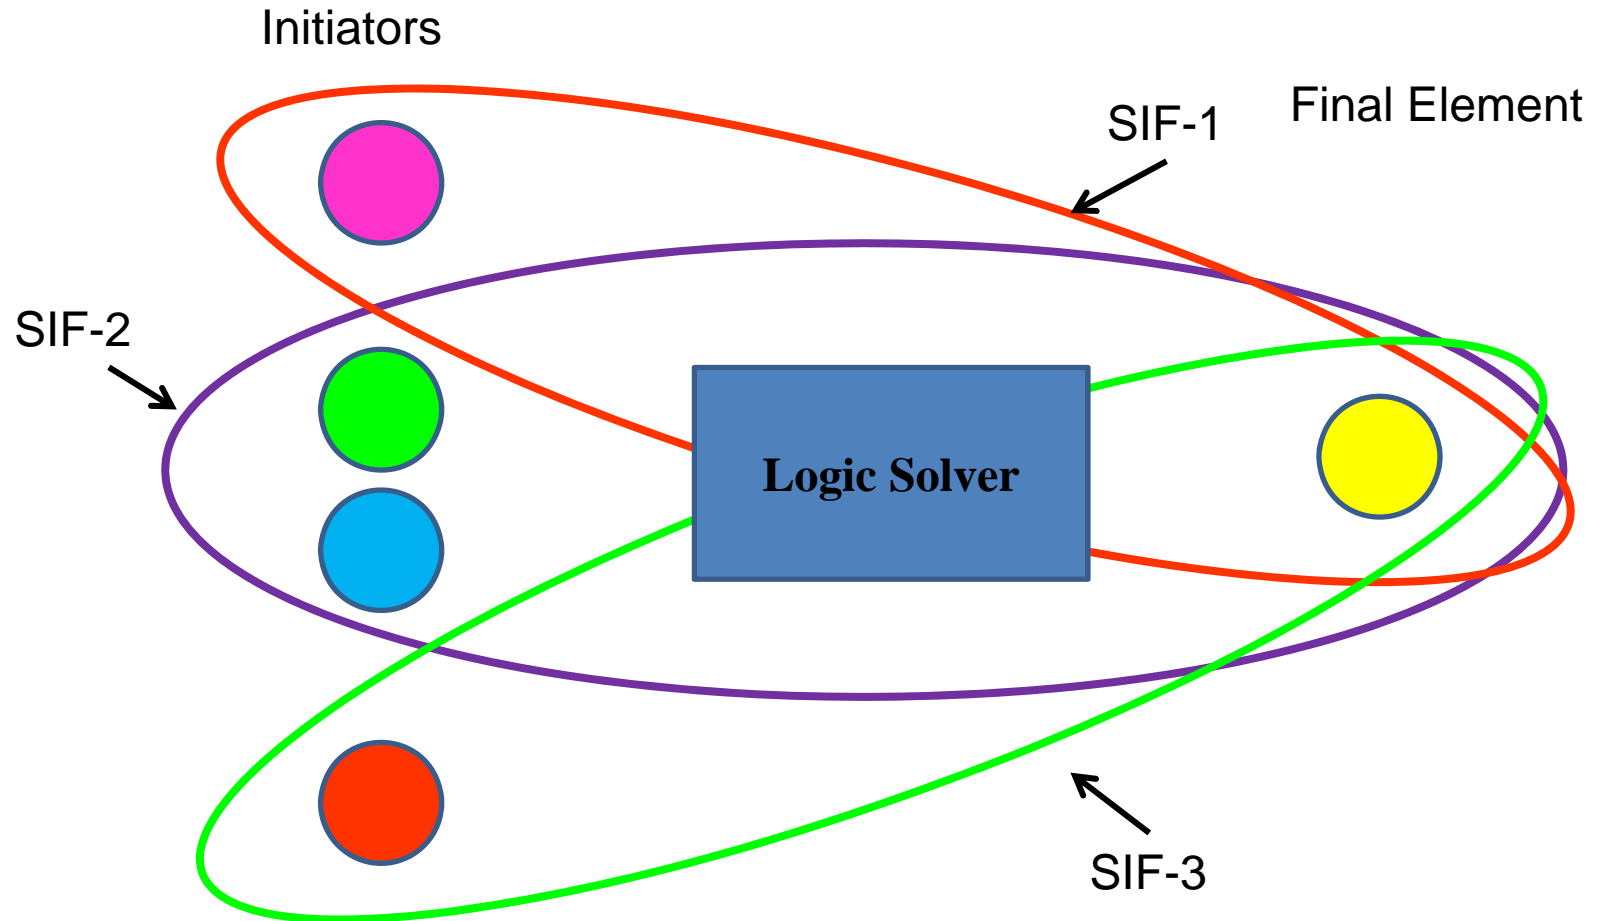 Initiators
Final Element
SIF-1
SIF-2
Logic Solver
SIF-3